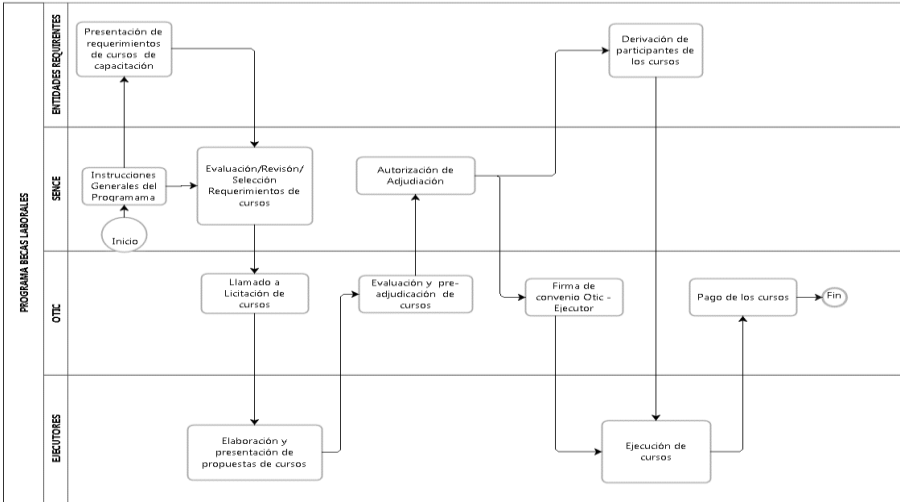 PROGRAMA BECAS LABORALES
ENTIDADES REQUIRENTES
Presentación de
requerimientos
de cursos de
capacitación
Derivación de
participantes de
los cursos
SENCE
Instrucciones
Generales del
Programama
Inicio
Evaluación/Revisón/
Selección
Requerimientos de
cursos
Autorización de
Adjudiación
OTIC
Llamado a
Licitación de
cursos
Evaluación y pre-
adjudicación de
cursos
Firma de
convenio Otic -
Ejecutor
Pago de los cursos
Fin
EJECUTORES
Elaboración y
presentación de
propuestas de cursos
Ejecución de
cursos